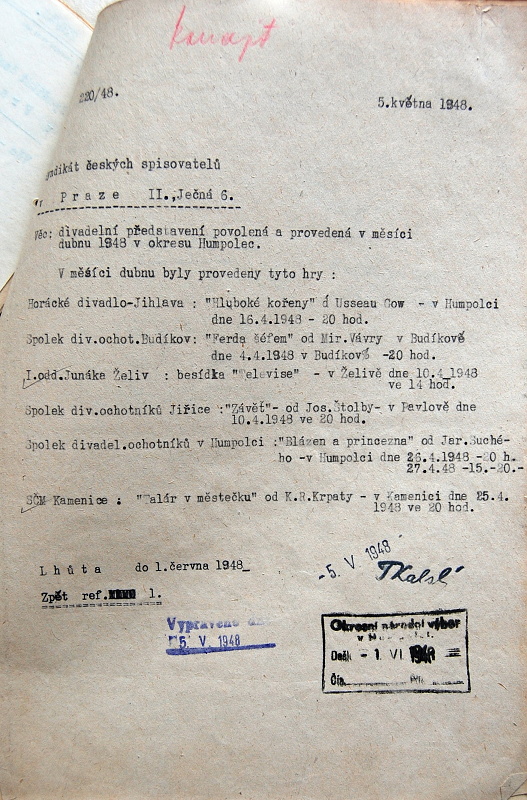 Koncept
220/48.
5.května 1948.
Syndikát českých spisovatelů
v Praze II.,Ječná 6.
Věc: divadelní představení povolená a provedená v měsíci
dubnu 1948 v okresu Humpolec.
V měsíci dubnu byly provedeny tyto hry :
Horácké divadlo-Jihlava : "Hluboké kořeny" d Usseau Gow - v Humpolci
dne 16.4.1948 - 20 hod.
Spolek div.ochot.Budíkov: "Ferda šéfem" od Mir.Vávry v Budíkově
dne 4.4.1948 v Budíkově -20 hod.
I.odd.Junáka Želiv : besídka "Televise" - v Želivě dne 10.4.1948
ve 14 hod.
Spolek div.ochotníků Jiřice :"Závěť"- od Jos.Štolby- v Pavlově dne
10.4.1948 ve 20 hod.
Spolek divadel.ochotníků v Humpolci :"Blázen a princezna" od Jar.Suché-
ho -v Humpolci dne 26.4.1948 -20 h.
27.4.48 -15.-20.-
SČM Kamenice : "Talár v městečku" od K.R.Krpaty - v Kamenici dne 25.4.
1948 ve 20 hod.
Lhůta do 1.června 1948_
-5. V 1948
Zpět ref. 1.
Vypraveno dne
5. V. 1948
Okresní národní výbor
v Humpolci.
Došlo - 1. VI. 1948
Čís.